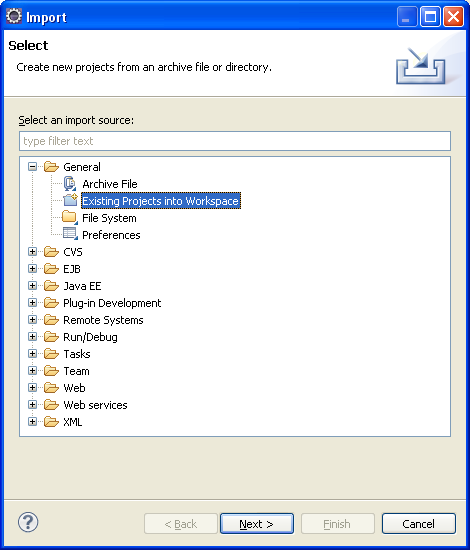 Import
Select
Create new projects from an archive file or directory.
Select an import source:
type filter text
General
Archive File
Existing Projects into Workspace
File System
Preferences
CVS
EJB
Java EE
Plug-in Development
Remote Systems
Run/Debug
Tasks
Team
Web
Web services
XML
? < Back Next > Finish Cancel